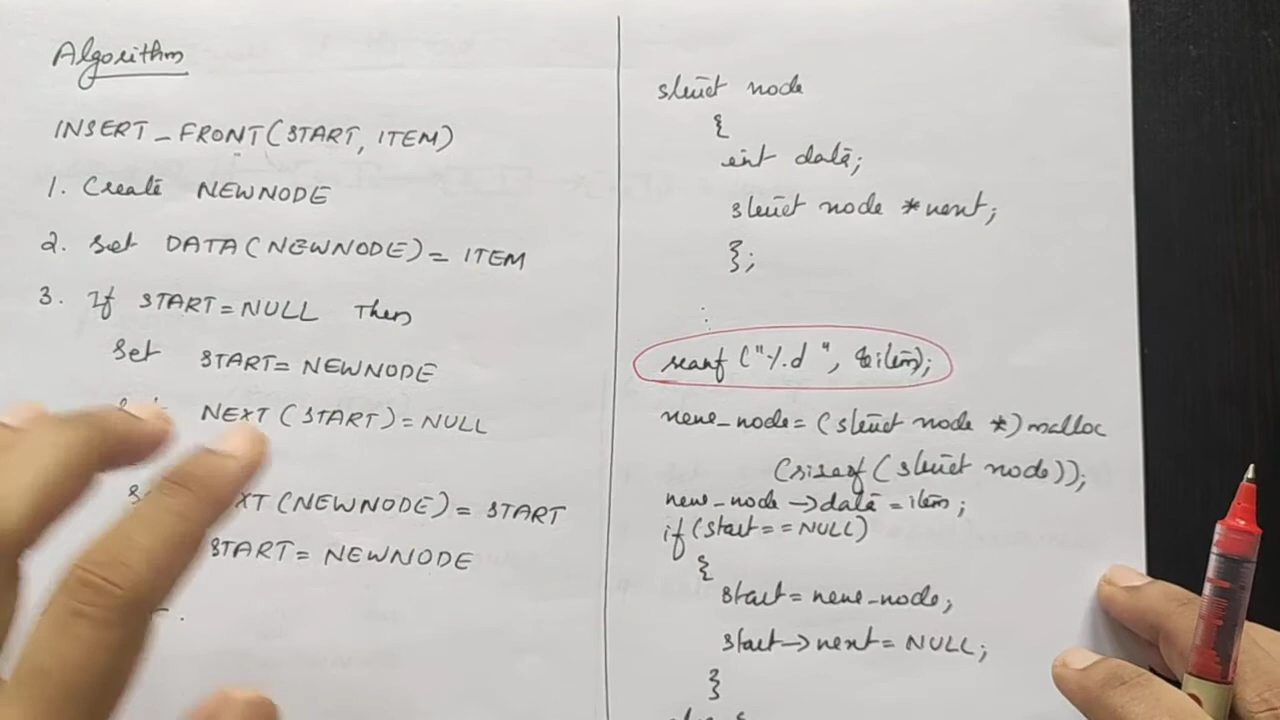 Algorithm
INSERT_FRONT(START, ITEM)
1. Create NEWNODE
2. Set DATA(NEWNODE) = ITEM
3. If START=NULL Then
Set START= NEWNODE
NEXT (START) = NULL
XT (NEWNODE) = START
START= NEWNODE
struct node
{
int data;
struct node *next;
};
:
scanf ("%d", &item);
new_node= (struct node *) malloc
(sizeof (struct node));
new_node → data = item;
if (start == NULL)
{
start = new_node;
start → next = NULL;
}